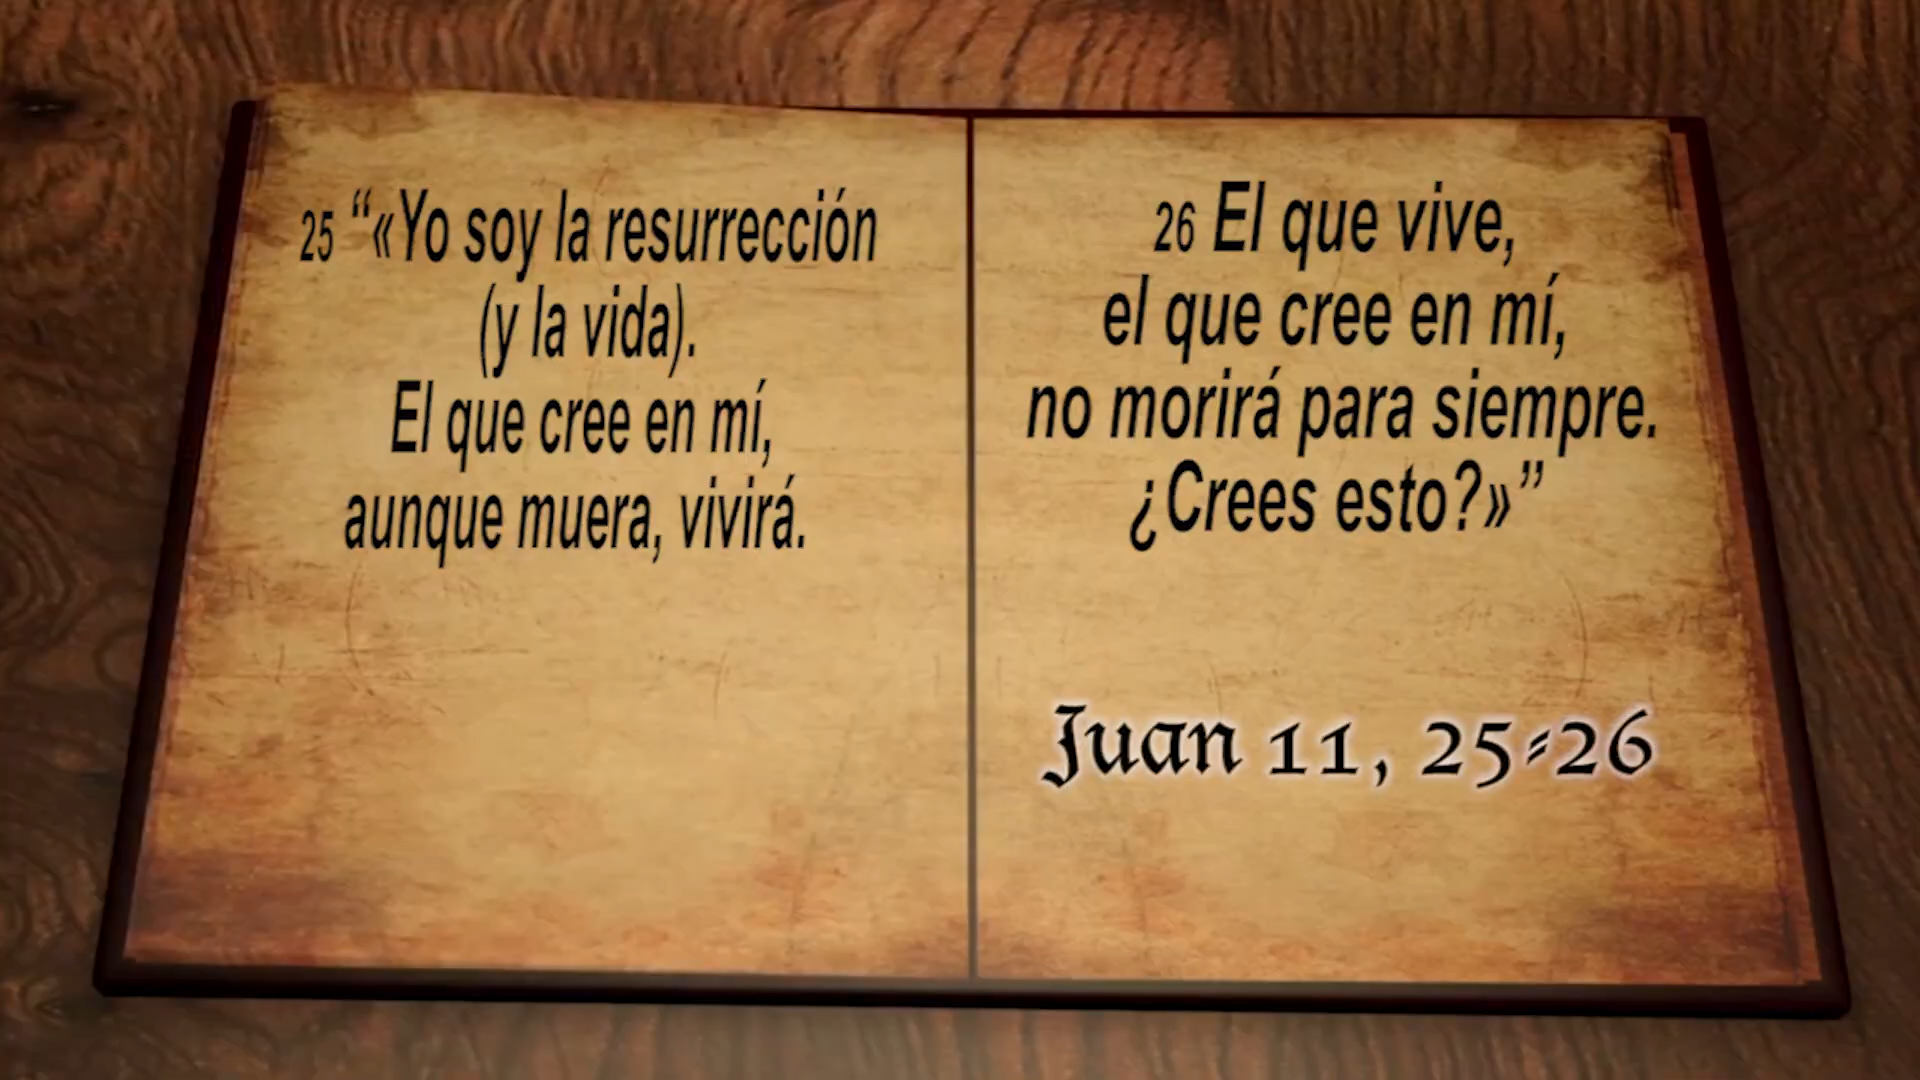 25 “«Yo soy la resurrección
(y la vida).
El que cree en mí,
aunque muera, vivirá.
26 El que vive,
el que cree en mí,
no morirá para siempre.
¿Crees esto?»”
Juan 11, 25-26